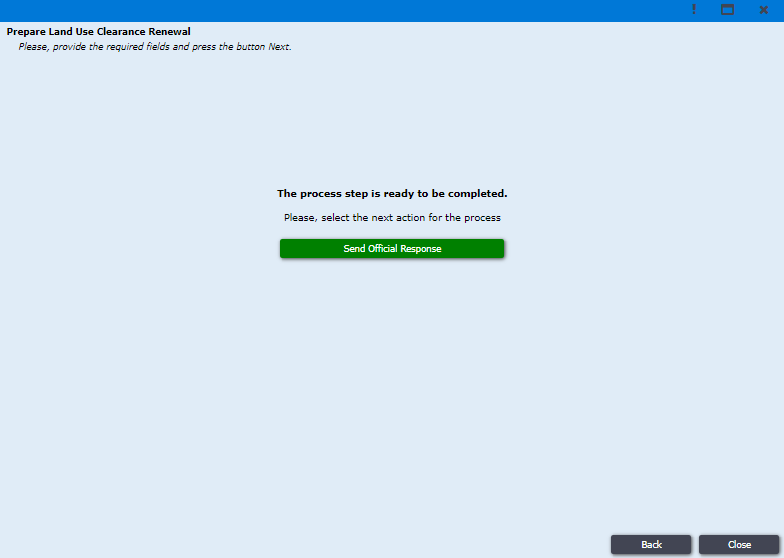 Prepare Land Use Clearance Renewal
Please, provide the required fields and press the button Next.
The process step is ready to be completed.
Please, select the next action for the process
Send Official Response
Back
Close